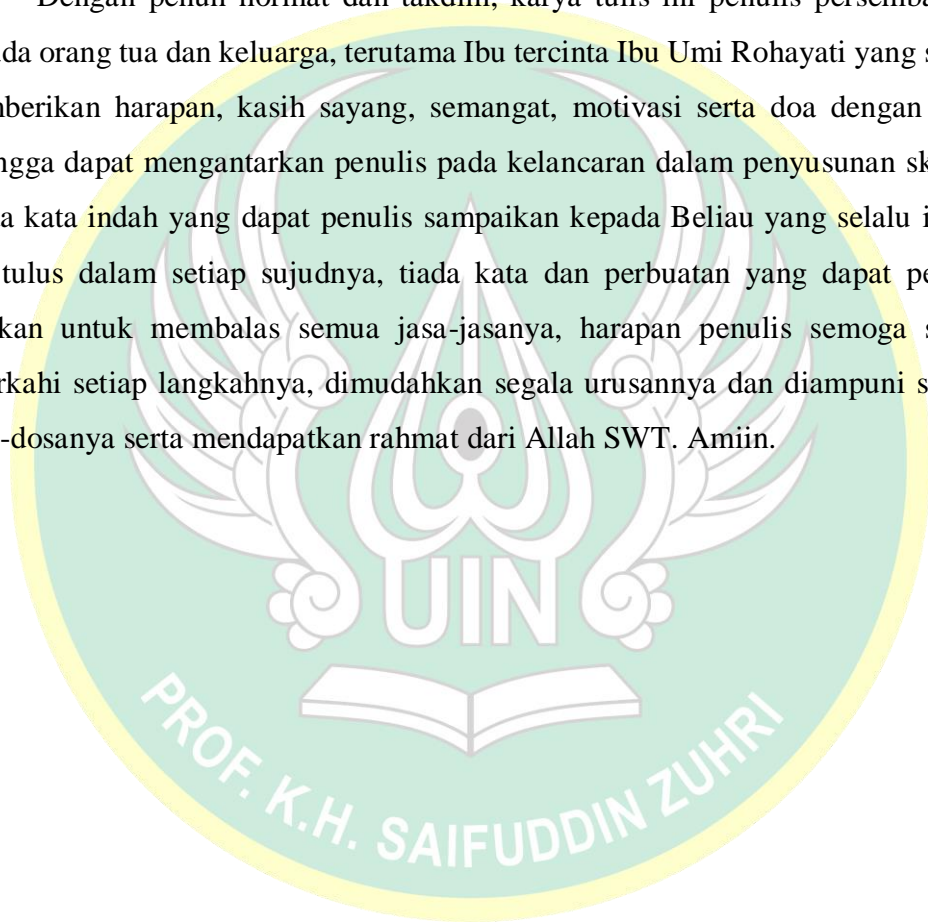 Dengan penuh hormat dan takdim, karya tulis ini penulis persemba
da orang tua dan keluarga, terutama Ibu tercinta Ibu Umi Rohayati yang s
nberikan harapan, kasih sayang, semangat, motivasi serta doa dengan
ngga dapat mengantarkan penulis pada kelancaran dalam penyusunan sk
a kata indah yang dapat penulis sampaikan kepada Beliau yang selalu i
tulus dalam setiap sujudnya, tiada kata dan perbuatan yang dapat pe
kan untuk membalas semua jasa-jasanya, harapan penulis semoga s
rkahi setiap langkahnya, dimudahkan segala urusannya dan diampuni s
-dosanya serta mendapatkan rahmat dari Allah SWT. Amiin.
UIN
PROF. K.H. SAIFUDDIN ZUHRI